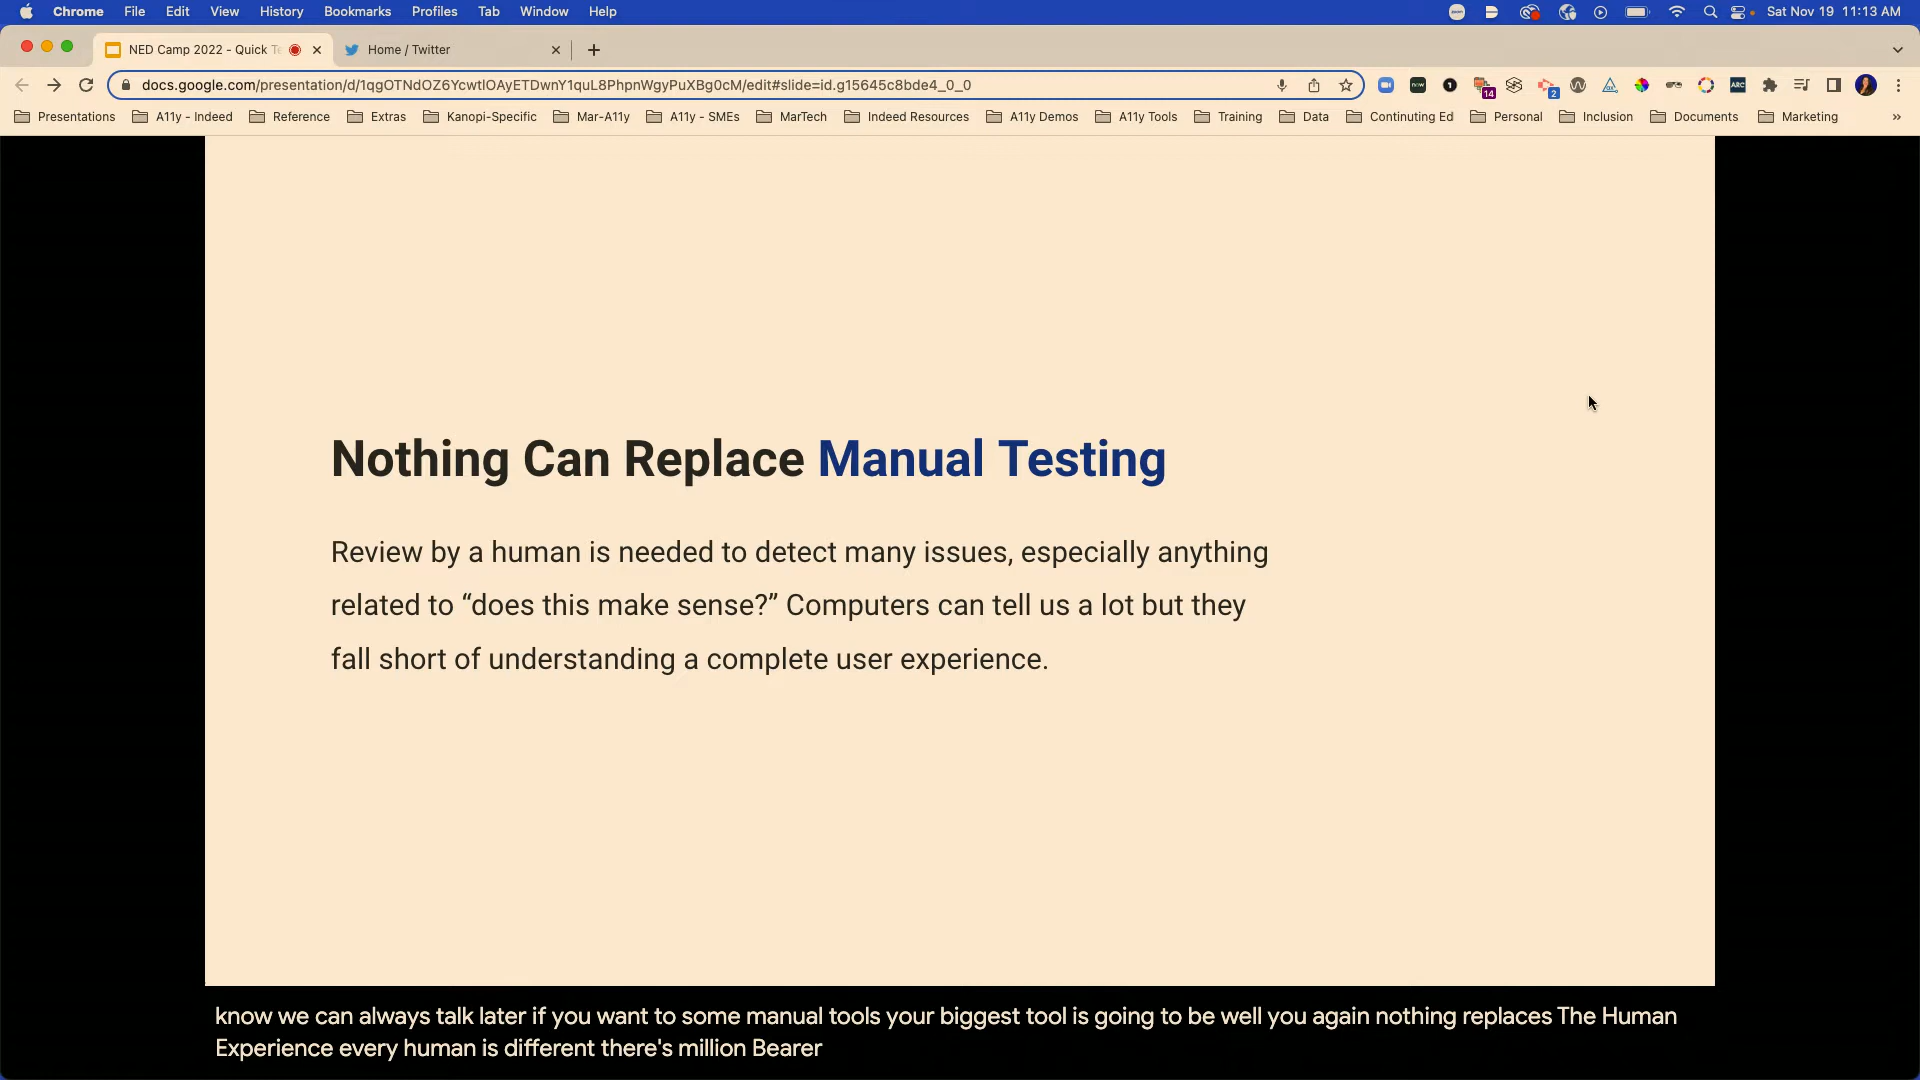 Chrome File Edit View History Bookmarks Profiles Tab Window Help Sat Nov 19 11:13 AM
NED Camp 2022 - Quick Home / Twitter
docs.google.com/presentation/d/1qgOTNdOZ6YcwtlOAyETDwnY1quL8PhpnWgyPuXBg0cM/edit#slide=id.g15645c8bde4_0_0 14 2 ARC
Presentations A11y - Indeed Reference Extras Kanopi-Specific Mar-A11y A11y - SMEs MarTech Indeed Resources A11y Demos A11y Tools Training Data Continuting Ed Personal Inclusion Documents Marketing
Nothing Can Replace Manual Testing
Review by a human is needed to detect many issues, especially anything
related to “does this make sense?” Computers can tell us a lot but they
fall short of understanding a complete user experience.
know we can always talk later if you want to some manual tools your biggest tool is going to be well you again nothing replaces The Human
Experience every human is different there's million Bearer